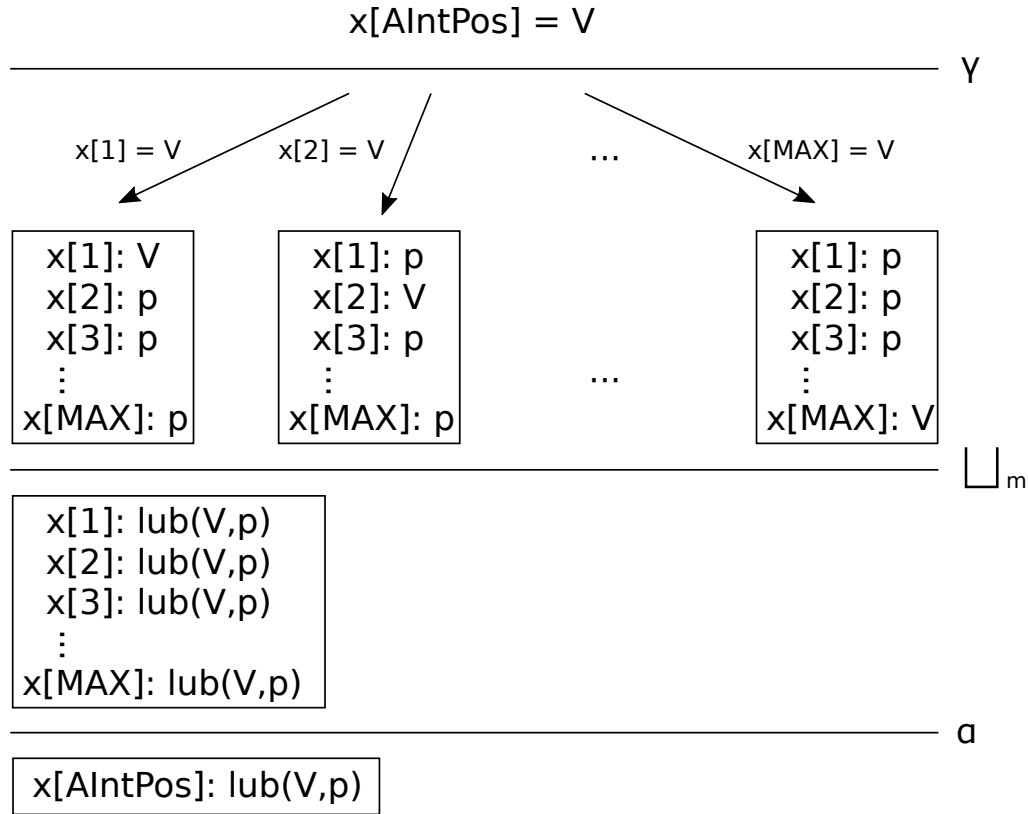 x[AIntPos] = V
γ
x[1] = V
x[2] = V
...
x[MAX] = V
x[1]: V
x[2]: p
x[3]: p
⋮
x[MAX]: p
x[1]: p
x[2]: V
x[3]: p
⋮
x[MAX]: p
...
x[1]: p
x[2]: p
x[3]: p
⋮
x[MAX]: V
⊔m
x[1]: lub(V,p)
x[2]: lub(V,p)
x[3]: lub(V,p)
⋮
x[MAX]: lub(V,p)
α
x[AIntPos]: lub(V,p)